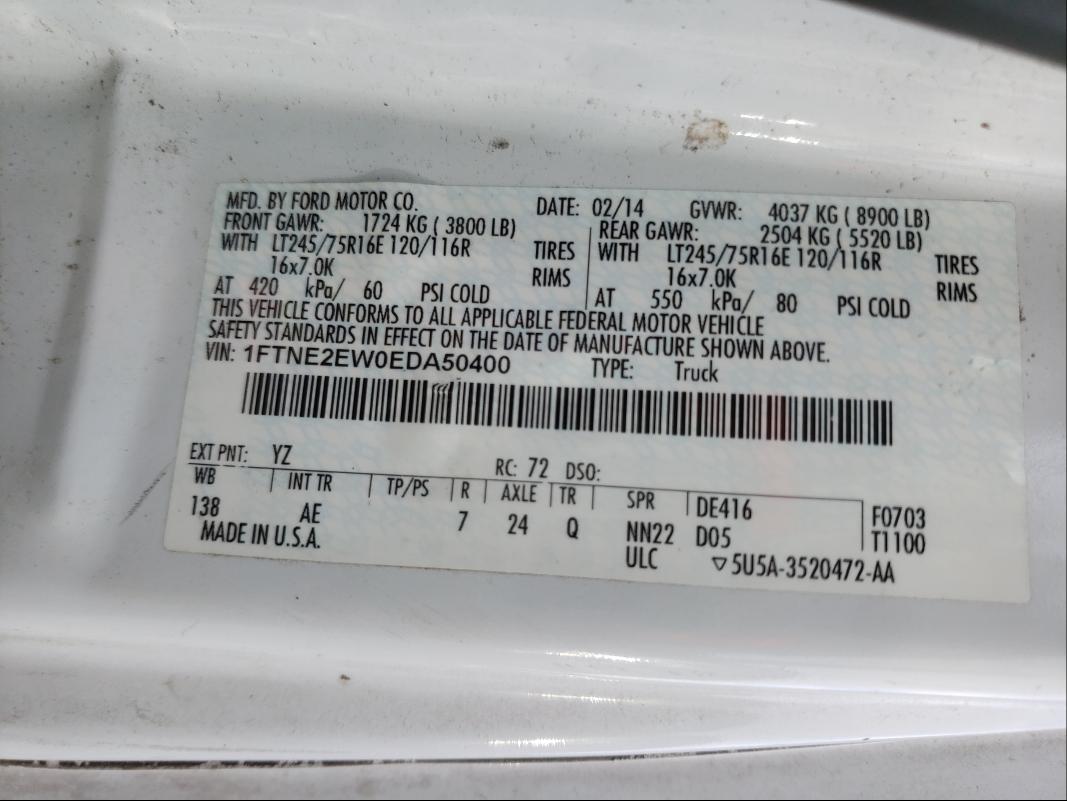 MFD. BY FORD MOTOR CO. DATE: 02/14 GVWR: 4037 KG ( 8900 LB)
FRONT GAWR: 1724 KG ( 3800 LB) REAR GAWR: 2504 KG ( 5520 LB)
WITH LT245/75R16E 120/116R TIRES WITH LT245/75R16E 120/116R TIRES
16x7.0K RIMS 16x7.0K RIMS
AT 420 kPa/ 60 PSI COLD AT 550 kPa/ 80 PSI COLD
THIS VEHICLE CONFORMS TO ALL APPLICABLE FEDERAL MOTOR VEHICLE
SAFETY STANDARDS IN EFFECT ON THE DATE OF MANUFACTURE SHOWN ABOVE.
VIN: 1FTNE2EW0EDA50400 TYPE: Truck
EXT PNT: YZ RC: 72 DSO:
WB INT TR TP/PS R AXLE TR SPR DE416 F0703
138 AE 7 24 Q NN22 D05 T1100
MADE IN U.S.A. ULC ▽5U5A-3520472-AA